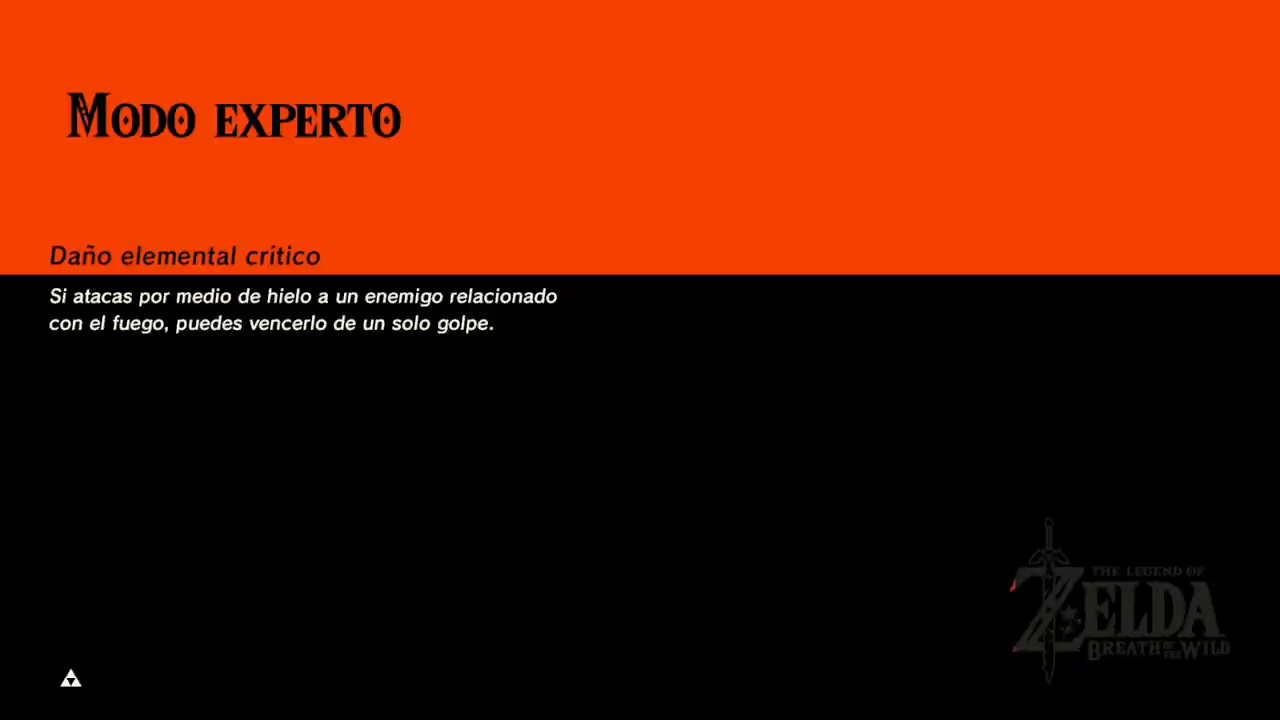 Modo experto
Daño elemental crítico
Si atacas por medio de hielo a un enemigo relacionado
con el fuego, puedes vencerlo de un solo golpe.
THE LEGEND OF
ZELDA
BREATH OF THE WILD